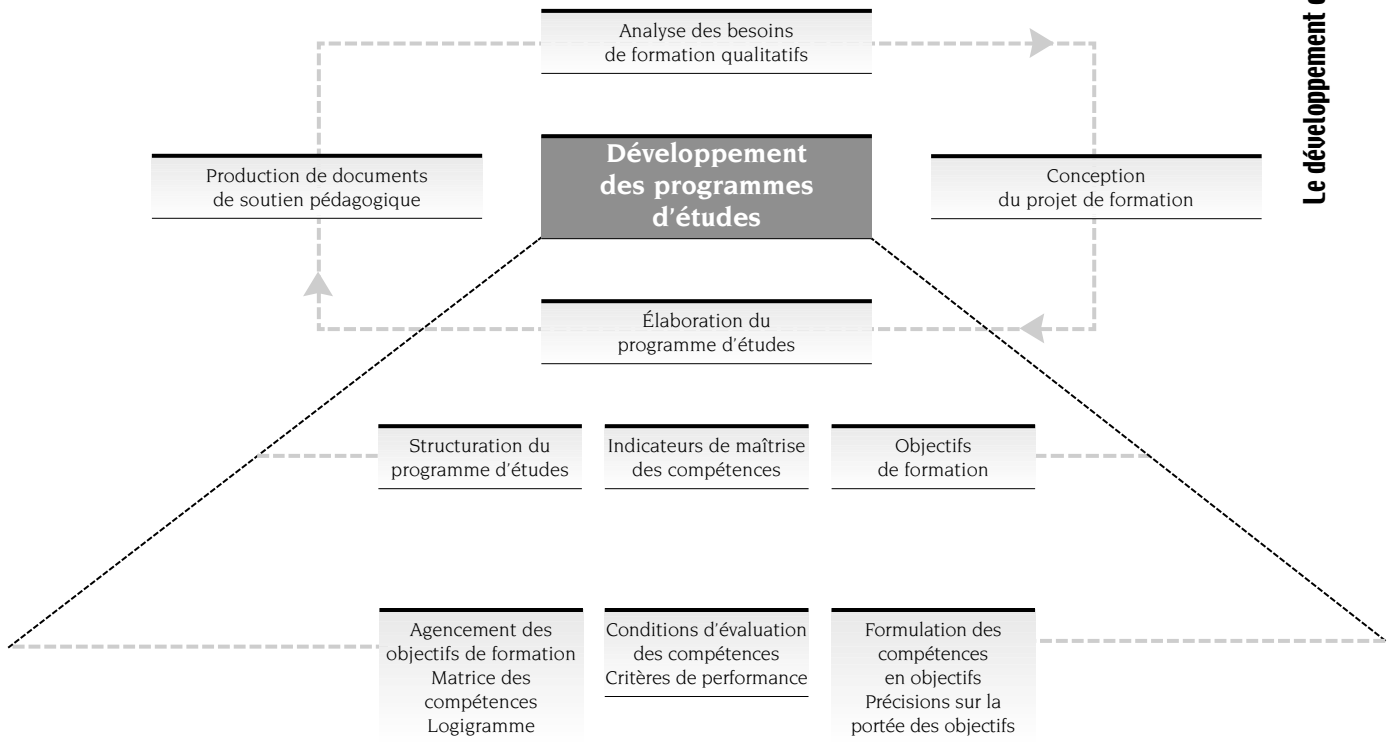 Analyse des besoins
de formation qualitatifs
Développement
des programmes
d'études
Production de documents
de soutien pédagogique
Conception
du projet de formation
Élaboration du
programme d'études
Structuration du
programme d'études
Indicateurs de maîtrise
des compétences
Objectifs
de formation
Agencement des
objectifs de formation
Matrice des
compétences
Logigramme
Conditions d'évaluation
des compétences
Critères de performance
Formulation des
compétences
en objectifs
Précisions sur la
portée des objectifs
Le développement